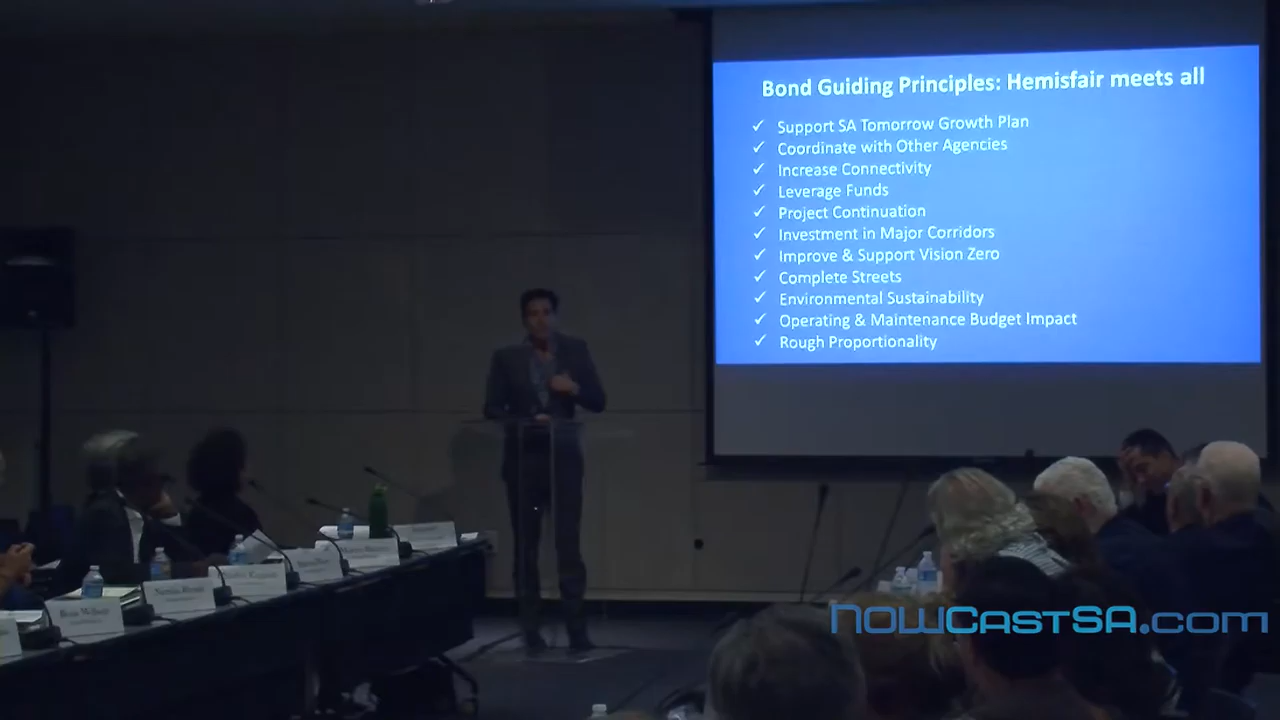 Bond Guiding Principles: Hemisfair meets all
✓ Support SA Tomorrow Growth Plan
✓ Coordinate with Other Agencies
✓ Increase Connectivity
✓ Leverage Funds
✓ Project Continuation
✓ Investment in Major Corridors
✓ Improve & Support Vision Zero
✓ Complete Streets
✓ Environmental Sustainability
✓ Operating & Maintenance Budget Impact
✓ Rough Proportionality
NOWCASTSA.com